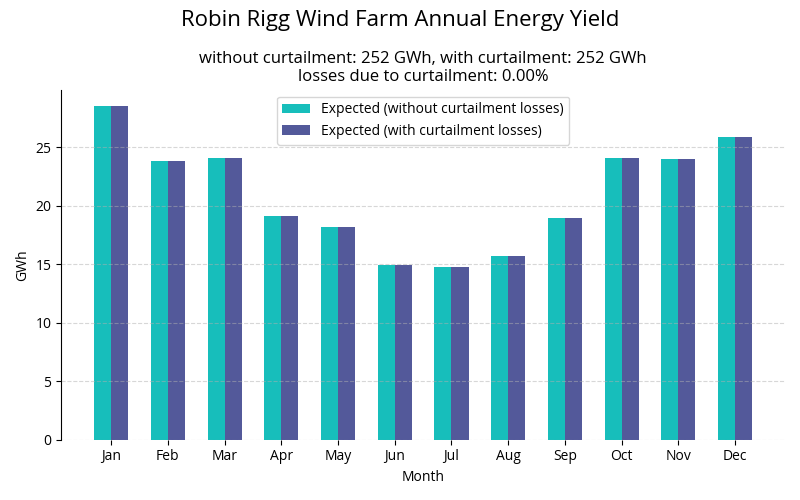 Robin Rigg Wind Farm Annual Energy Yield
without curtailment: 252 GWh, with curtailment: 252 GWh
losses due to curtailment: 0.00%
Expected (without curtailment losses)
Expected (with curtailment losses)
GWh
25
20
15
10
5
0
Jan Feb Mar Apr May Jun Jul Aug Sep Oct Nov Dec
Month